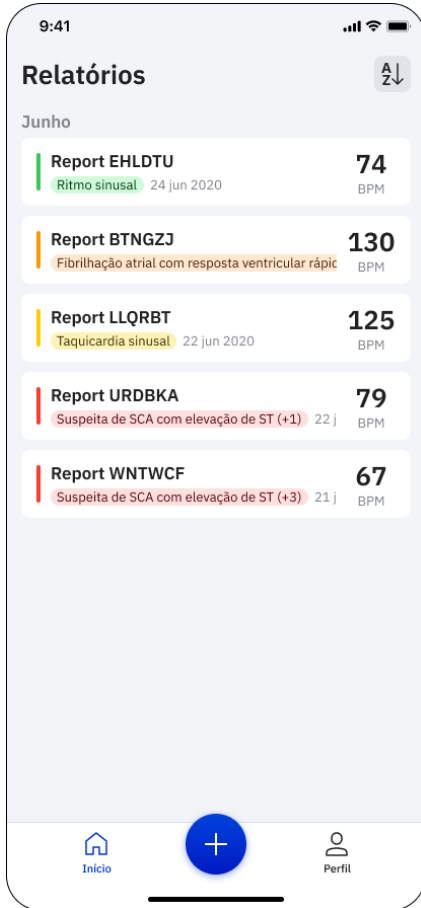 9:41
Relatórios
A
Z
Junho
Report EHLDTU
74
Ritmo sinusal 24 jun 2020
BPM
Report BTNGZJ
130
Fibrilhação atrial com resposta ventricular rápic
BPM
Report LLQRBT
125
Taquicardia sinusal 22 jun 2020
BPM
Report URDBKA
79
Suspeita de SCA com elevação de ST (+1) 22 j
BPM
Report WNTWCF
67
Suspeita de SCA com elevação de ST (+3) 21 j
BPM
Início
Perfil